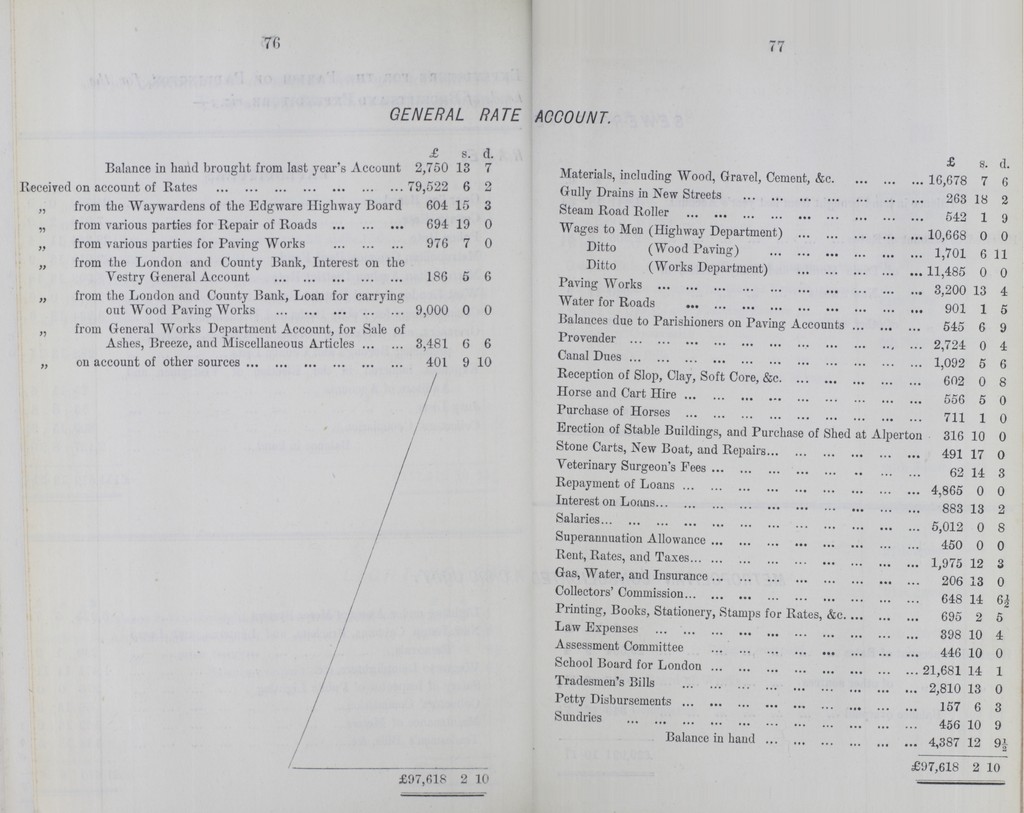 76
GENERAL RATE
£ s. d.
Balance in hand brought from last year's Account 2,750 13 7
Received on account of Rates ... ... ... ... ... ... ... 79,522 6 2
„ from the Waywardens of the Edgware Highway Board 604 15 3
„ from various parties for Repair of Roads ... ... ... 694 19 0
„ from various parties for Paving Works ... ... ... 976 7 0
„ from the London and County Bank, Interest on the
Vestry General Account ... ... ... ... ... 186 5 6
„ from the London and County Bank, Loan for carrying
out Wood Paving Works ... ... ... ... ... 9,000 0 0
„ from General Works Department Account, for Sale of
Ashes, Breeze, and Miscellaneous Articles ... ... 3,481 6 6
„ on account of other sources ... ... ... ... ... ... 401 9 10
£97,618 2 10
77
ACCOUNT.
£ s. d.
Materials, including Wood, Gravel, Cement, &c. ... ... ... 16,678 7 6
Gully Drains in New Streets ... ... ... ... ... ... 263 18 2
Steam Road Roller ... ... ... ... ... ... ... ... 542 1 9
Wages to Men (Highway Department) ... ... ... ... ... 10,668 0 0
Ditto (Wood Paving) ... ... ... ... ... ... 1,701 6 11
Ditto (Works Department) ... ... ... ... ... 11,485 0 0
Paving Works ... ... ... ... ... ... ... ... ... 3,200 13 4
Water for Roads ... ... ... ... ... ... ... ... 901 1 5
Balances due to Parishioners on Paving Accounts ... ... ... 545 6 9
Provender ... ... ... ... ... ... ... ... ... ... 2,724 0 4
Canal Dues ... ... ... ... ... ... ... ... ... ... 1,092 5 6
Reception of Slop, Clay, Soft Core, &c. ... ... ... ... ... 602 0 8
Horse and Cart Hire ... ... ... ... ... ... ... ... 556 5 0
Purchase of Horses ... ... ... ... ... ... ... ... 711 1 0
Erection of Stable Buildings, and Purchase of Shed at Alperton 316 10 0
Stone Carts, New Boat, and Repairs... ... ... ... ... ... 491 17 0
Veterinary Surgeon's Fees ... ... ... ... ... ... ... 62 14 3
Repayment of Loans ... ... ... ... ... ... ... ... 4,865 0 0
Interest on Loans... ... ... ... ... ... ... ... ... 883 13 2
Salaries... ... ... ... ... ... ... ... ... ... ... 5,012 0 8
Superannuation Allowance ... ... ... ... ... ... ... 450 0 0
Rent, Rates, and Taxes... ... ... ... ... ... ... ... 1,975 12 3
Gas, Water, and Insurance ... ... ... ... ... ... ... 206 13 0
Collectors' Commission... ... ... ... ... ... ... ... 648 14 6½
Printing, Books, Stationery, Stamps for Rates, &c. ... ... ... 695 2 5
Law Expenses ... ... ... ... ... ... ... ... ... 398 10 4
Assessment Committee ... ... ... ... ... ... ... 446 10 0
School Board for London ... ... ... ... ... ... ... 21,681 14 1
Tradesmen's Bills ... ... ... ... ... ... ... ... 2,810 13 0
Petty Disbursements ... ... ... ... ... ... ... ... 157 6 3
Sundries ... ... ... ... ... ... ... ... ... ... 456 10 9
Balance in hand ... ... ... ... ... ... 4,387 12 9½
£97,618 2 10